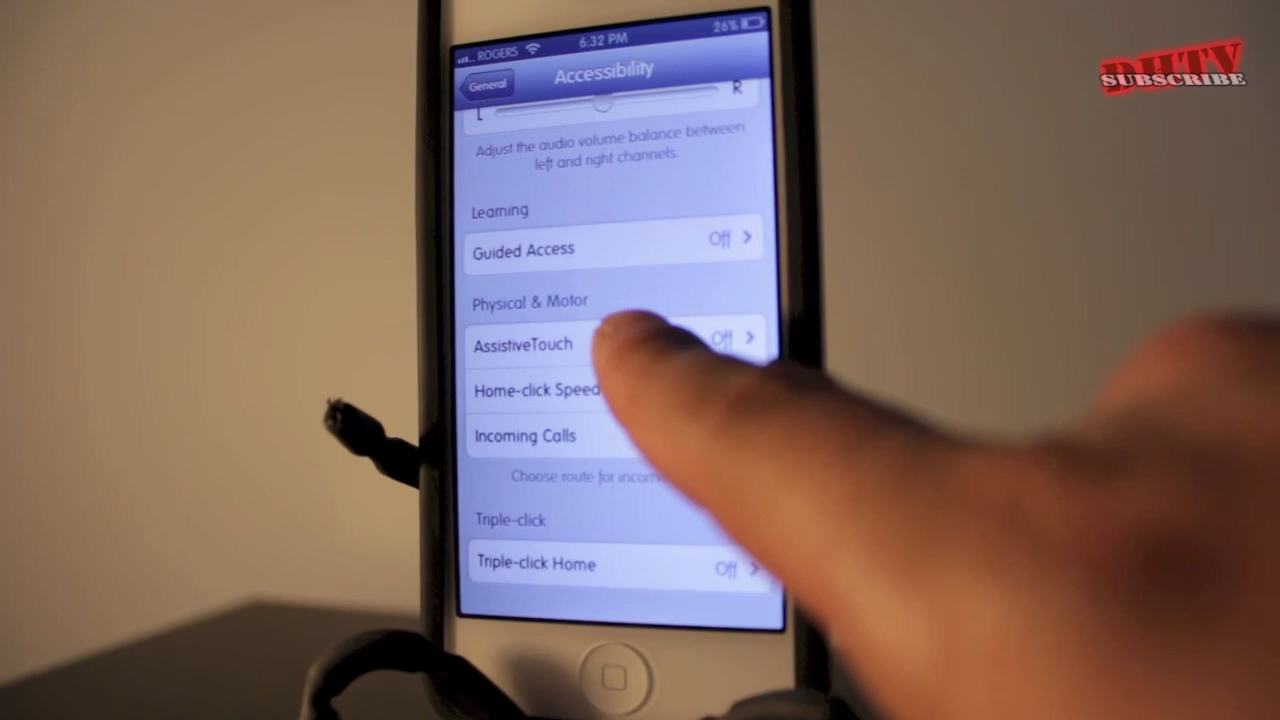 ROGERS 6:32 PM 26%
General Accessibility
L R
Adjust the audio volume balance between
left and right channels.
Learning
Guided Access Off
Physical & Motor
AssistiveTouch Off
Home-click Speed
Incoming Calls
Choose route for incom
Triple-click
Triple-click Home Off
DHTV
SUBSCRIBE